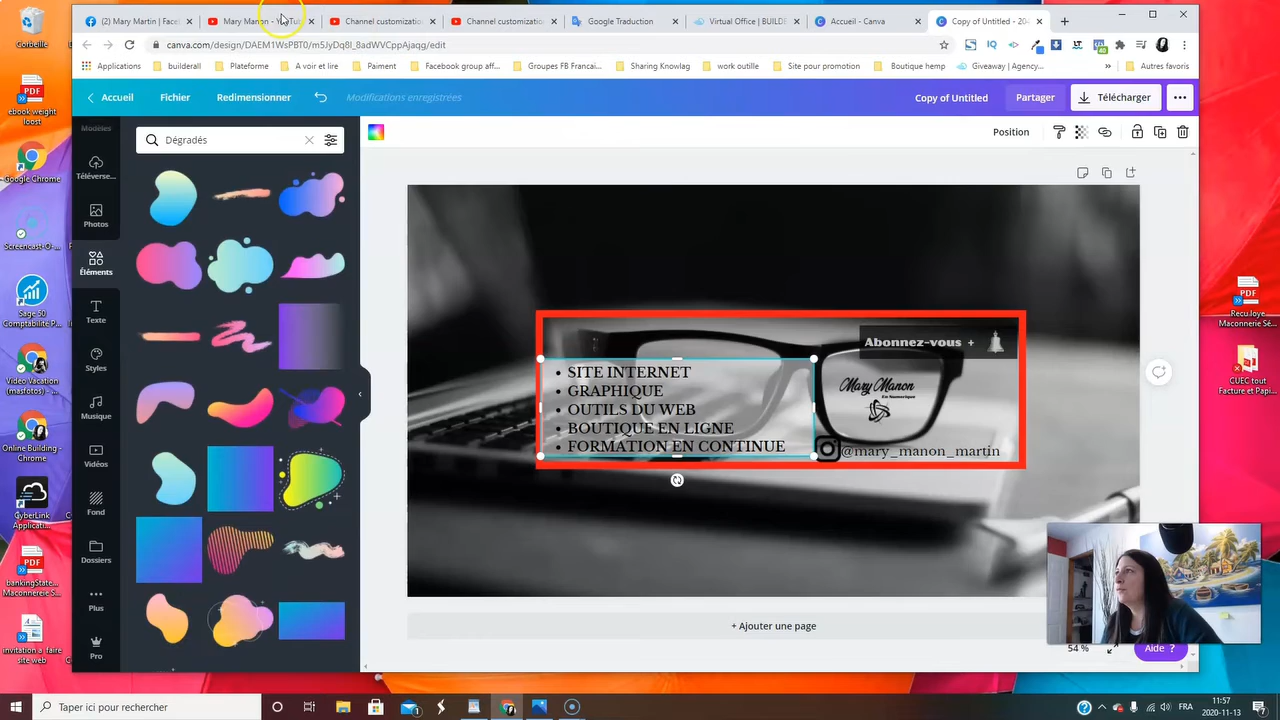 Corbeille
ebook weight
loost
Google Chrome
Screencast-O-...
Sage 50
Comptabilité P...
Video Vacation
(masfotos) -...
Online Building -
Chrome
CyberLink
Applicati...
bankingState...
Maconnerie S...
invitation a faire
site web
(2) Mary Martin | Face
Mary Manon - YouTu
Channel customizatio
Channel customizatio
Google Traduction
Virtual Office | BUILDE
Accueil - Canva
Copy of Untitled - 20
canva.com/design/DAEM1WsPBT0/m5JyDq8I_8adWVCppAjaqg/edit
Applications
builderall
Plateforme
A voir et lire
Paiment
Facebook group aff...
Groupes FB Francai...
Sharing Knowlag
work outille
Site pour promotion
Boutique hemp
Giveaway | Agency...
Autres favoris
Accueil
Fichier
Redimensionner
Modifications enregistrées
Copy of Untitled
Partager
Télécharger
Modèles
Téléverse...
Photos
Éléments
Texte
Styles
Musique
Vidéos
Fond
Dossiers
Plus
Pro
Dégradés
Position
Abonnez-vous +
• SITE INTERNET
• GRAPHIQUE
• OUTILS DU WEB
• BOUTIQUE EN LIGNE
• FORMATION EN CONTINUE
Mary Manon
En Numerique
@mary_manon_martin
+ Ajouter une page
54 %
Aide ?
Recu loye
Maconnerie Sé...
CUEC tout
Facture et Papi...
Taper ici pour rechercher
FRA
11:57
2020-11-13